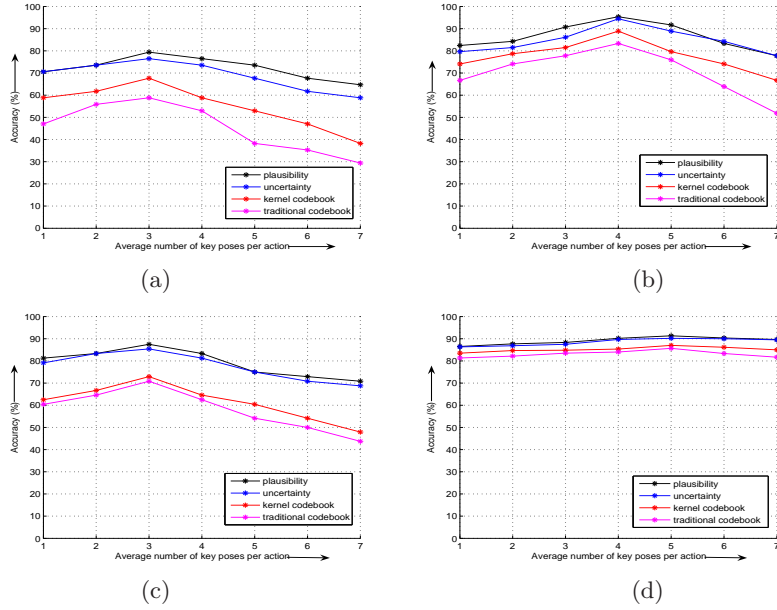 100
90
80
70
60
50
40
30
20
10
0
Accuracy (%)
plausibility
uncertainty
kernel codebook
traditional codebook
1 2 3 4 5 6 7
Average number of key poses per action
(a)
100
90
80
70
60
50
40
30
20
10
0
Accuracy (%)
plausibility
uncertainty
kernel codebook
traditional codebook
1 2 3 4 5 6 7
Average number of key poses per action
(b)
100
90
80
70
60
50
40
30
20
10
0
Accuracy (%)
plausibility
uncertainty
kernel codebook
traditional codebook
1 2 3 4 5 6 7
Average number of key poses per action
(c)
100
90
80
70
60
50
40
30
20
10
0
Accuracy (%)
plausibility
uncertainty
kernel codebook
traditional codebook
1 2 3 4 5 6 7
Average number of key poses per action
(d)